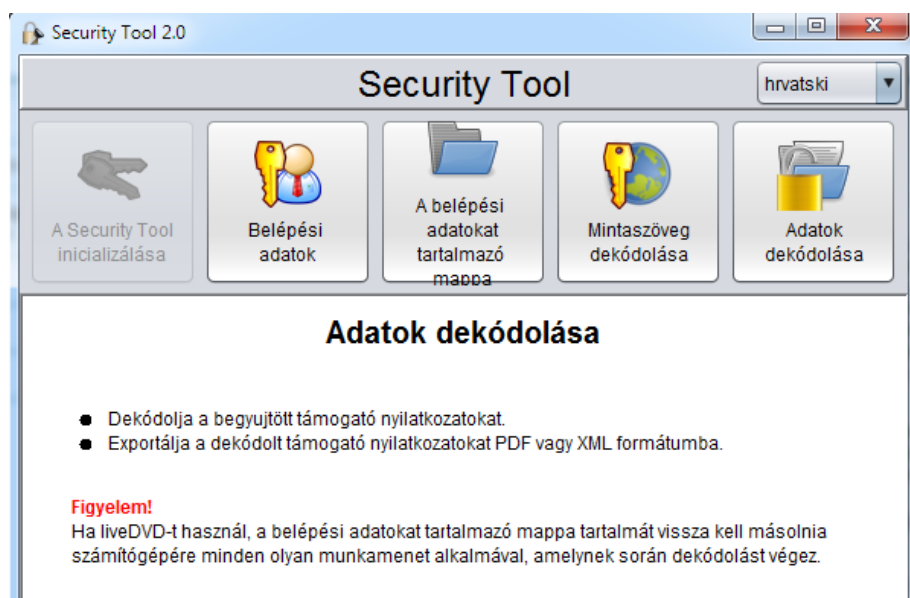 Security Tool 2.0
Security Tool
hrvatski
A Security Tool
inicializálása
Belépési
adatok
A belépési
adatokat
tartalmazó
mappa
Mintaszöveg
dekódolása
Adatok
dekódolása
Adatok dekódolása
Dekódolja a begyujtött támogató nyilatkozatokat.
Exportálja a dekódolt támogató nyilatkozatokat PDF vagy XML formátumba.
Figyelem!
Ha liveDVD-t használ, a belépési adatokat tartalmazó mappa tartalmát vissza kell másolnia
számítógépére minden olyan munkamenet alkalmával, amelynek során dekódolást végez.